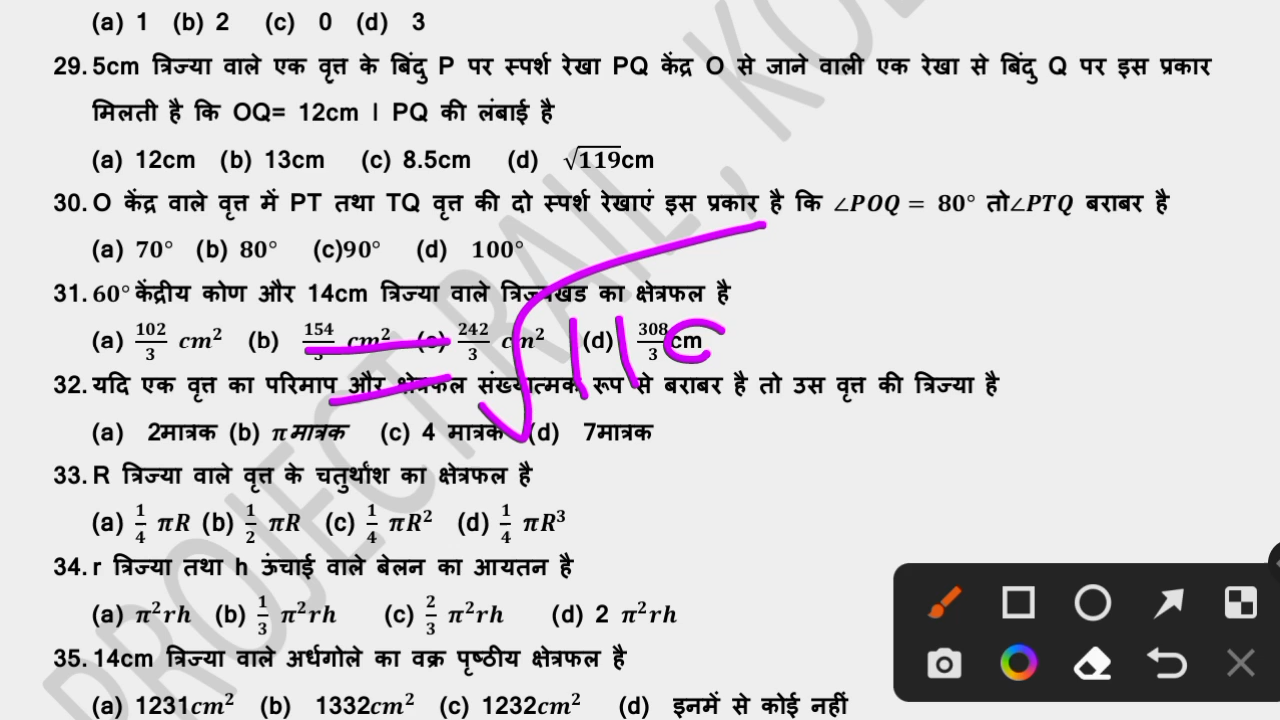 (a) 1 (b) 2 (c) 0 (d) 3
29. 5cm त्रिज्या वाले एक वृत्त के बिंदु P पर स्पर्श रेखा PQ केंद्र O से जाने वाली एक रेखा से बिंदु Q पर इस प्रकार
मिलती है कि OQ= 12cm । PQ की लंबाई है
(a) 12cm (b) 13cm (c) 8.5cm (d) √119cm
30. O केंद्र वाले वृत्त में PT तथा TQ वृत्त की दो स्पर्श रेखाएं इस प्रकार है कि ∠POQ = 80° तो∠PTQ बराबर है
(a) 70° (b) 80° (c)90° (d) 100°
31. 60° केंद्रीय कोण और 14cm त्रिज्या वाले त्रिज्यखंड का क्षेत्रफल है
(a) 102/3 cm² (b) 154/3 cm² (c) 242/3 cm² (d) 308/3 cm
32. यदि एक वृत्त का परिमाप और क्षेत्रफल संख्यात्मक रूप से बराबर है तो उस वृत्त की त्रिज्या है
(a) 2मात्रक (b) π मात्रक (c) 4 मात्रक (d) 7मात्रक
33. R त्रिज्या वाले वृत्त के चतुर्थांश का क्षेत्रफल है
(a) 1/4 πR (b) 1/2 πR (c) 1/4 πR² (d) 1/4 πR³
34. r त्रिज्या तथा h ऊंचाई वाले बेलन का आयतन है
(a) π²rh (b) 1/3 π²rh (c) 2/3 π²rh (d) 2 π²rh
35. 14cm त्रिज्या वाले अर्धगोले का वक्र पृष्ठीय क्षेत्रफल है
(a) 1231cm² (b) 1332cm² (c) 1232cm² (d) इनमें से कोई नहीं
PROJECT RAIL,